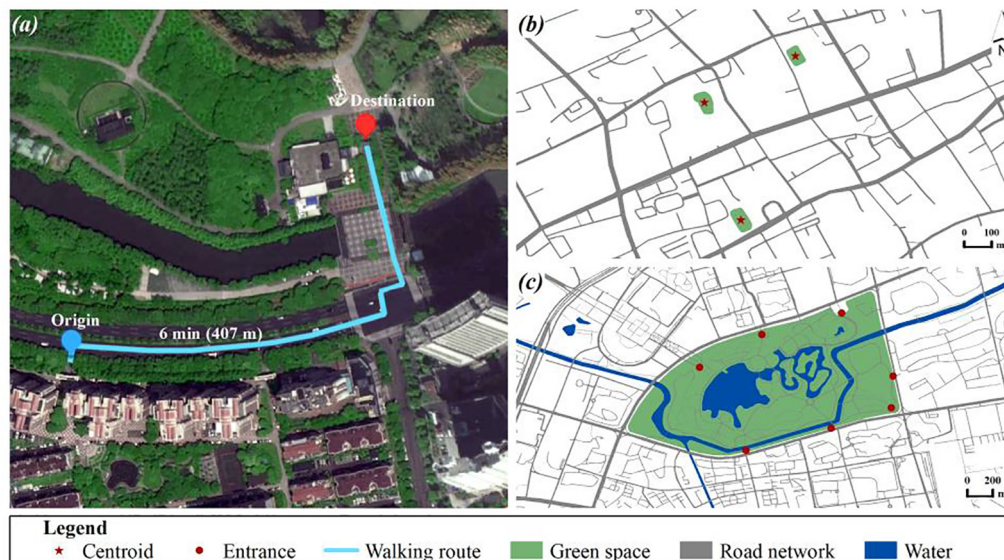 (a)
Destination
Origin
6 min (407 m)
(b)
N
0 100
m
(c)
0 200
m
Legend
Centroid
Entrance
Walking route
Green space
Road network
Water